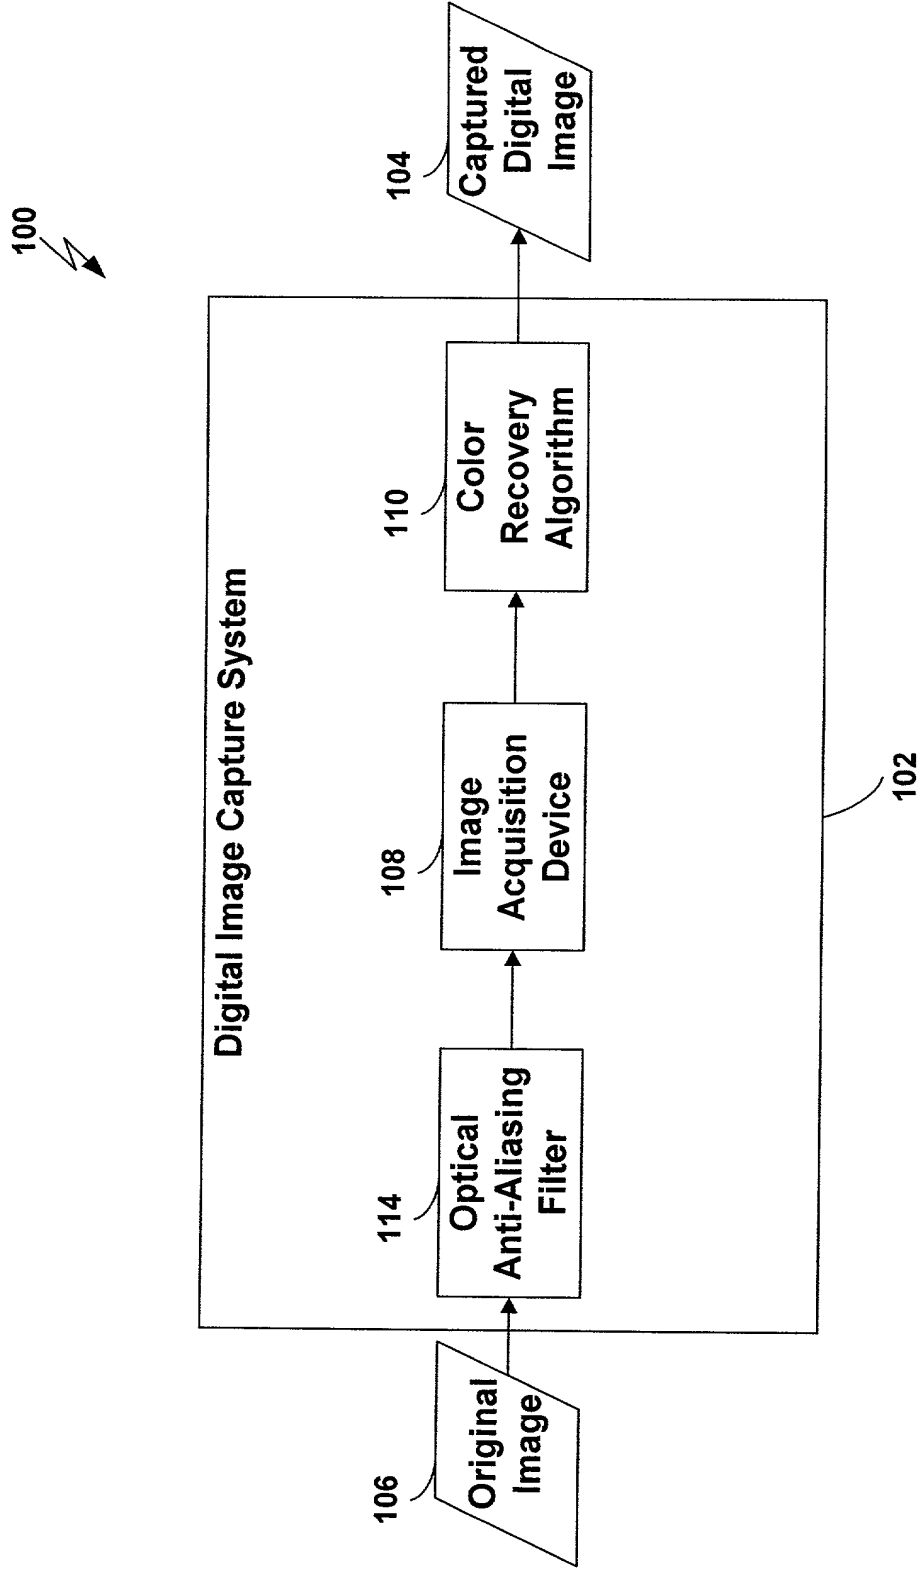 100
Digital Image Capture System
106
Original
Image
114
Optical
Anti-Aliasing
Filter
108
Image
Acquisition
Device
110
Color
Recovery
Algorithm
104
Captured
Digital
Image
102